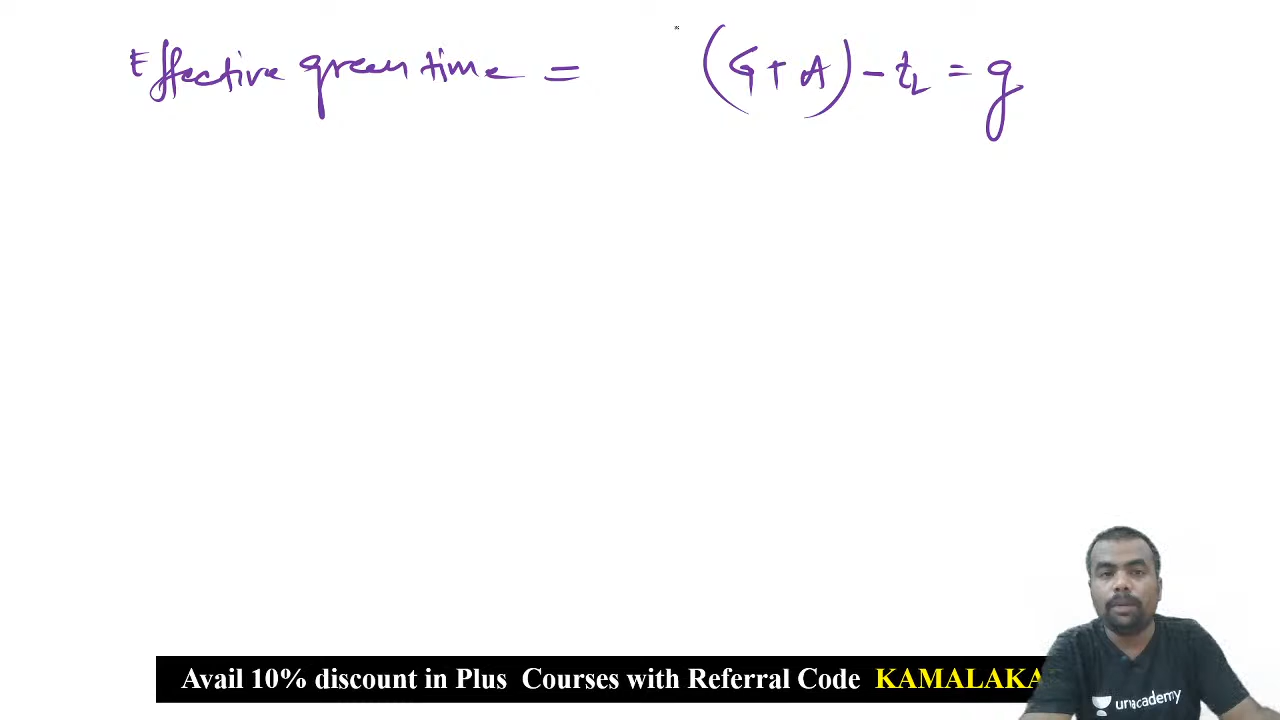 Effective green time = (G+A) - tL = g
Avail 10% discount in Plus Courses with Referral Code KAMALAKA
unacademy